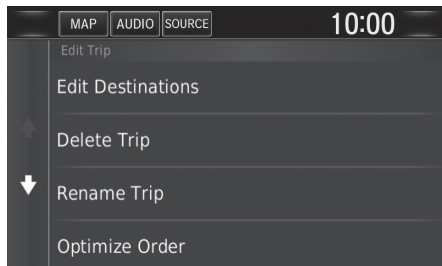 MAP AUDIO SOURCE 10:00
Edit Trip
Edit Destinations
Delete Trip
Rename Trip
Optimize Order